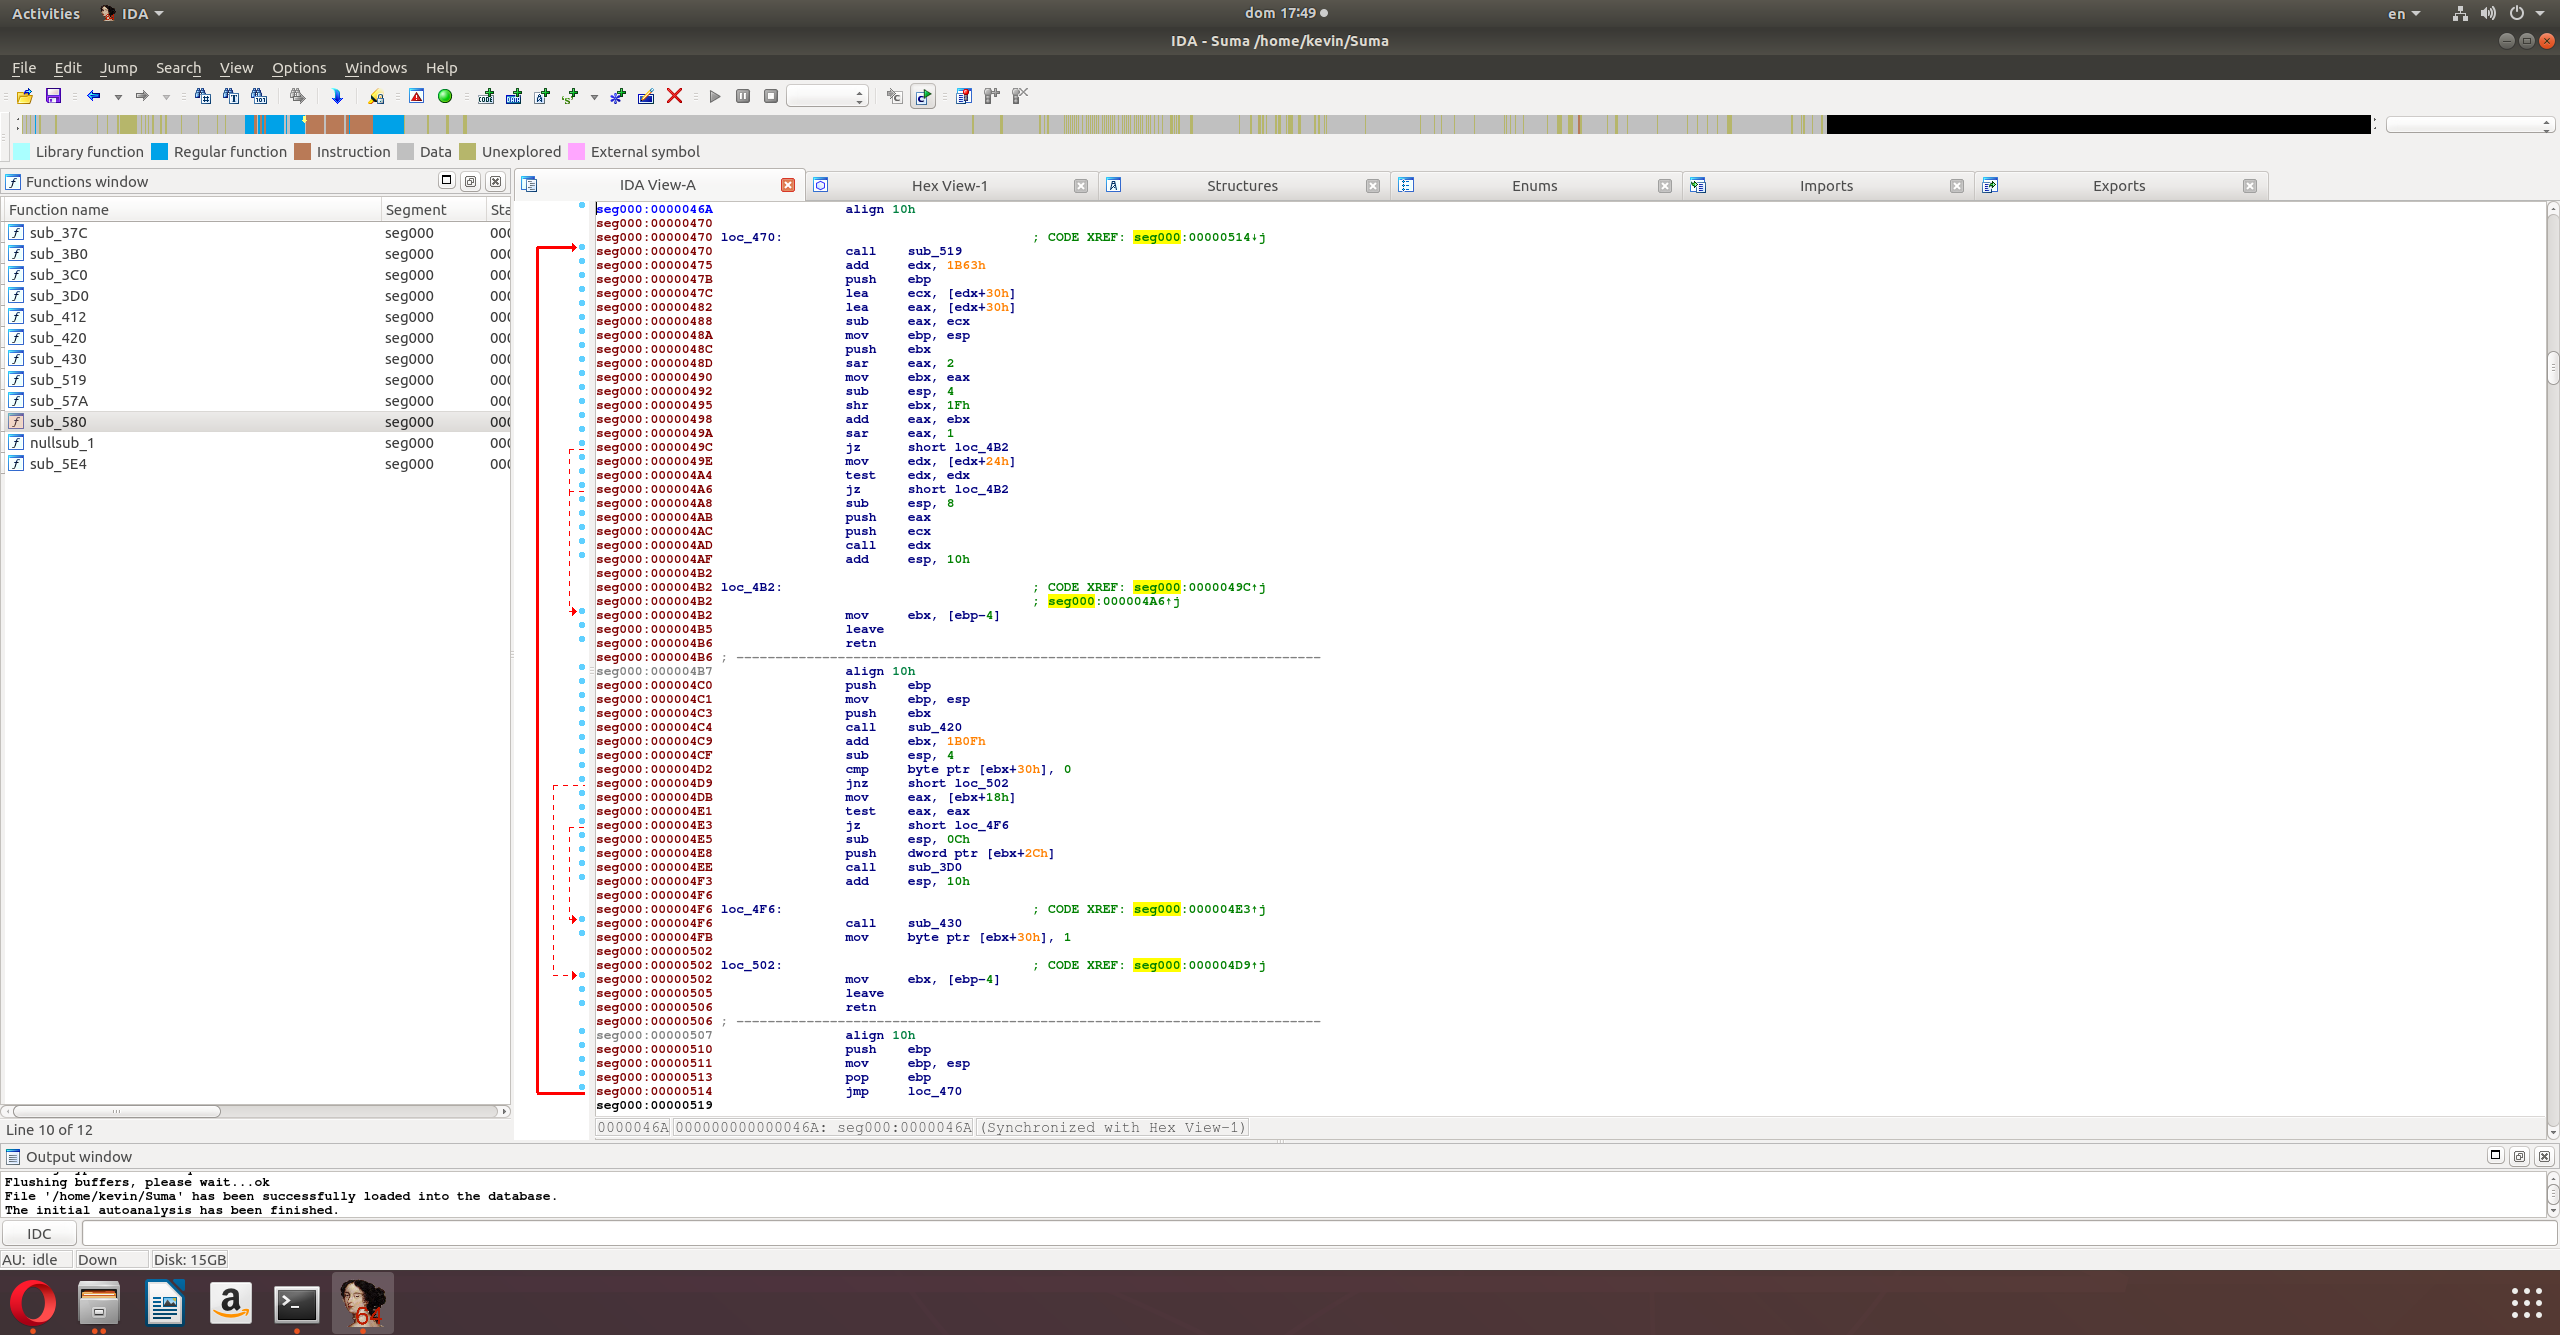 Activities IDA dom 17:49 en
IDA - Suma /home/kevin/Suma
File Edit Jump Search View Options Windows Help
Library function Regular function Instruction Data Unexplored External symbol
Functions window
Function name Segment Sta
sub_37C seg000 000
sub_3B0 seg000 000
sub_3C0 seg000 000
sub_3D0 seg000 000
sub_412 seg000 000
sub_420 seg000 000
sub_430 seg000 000
sub_519 seg000 000
sub_57A seg000 000
sub_580 seg000 000
nullsub_1 seg000 000
sub_5E4 seg000 000
Line 10 of 12
IDA View-A Hex View-1 Structures Enums Imports Exports
seg000:0000046A align 10h
seg000:00000470
seg000:00000470 loc_470: ; CODE XREF: seg000:00000514↓j
seg000:00000470 call sub_519
seg000:00000475 add edx, 1B63h
seg000:0000047B push ebp
seg000:0000047C lea ecx, [edx+30h]
seg000:00000482 lea eax, [edx+30h]
seg000:00000488 sub eax, ecx
seg000:0000048A mov ebp, esp
seg000:0000048C push ebx
seg000:0000048D sar eax, 2
seg000:00000490 mov ebx, eax
seg000:00000492 sub esp, 4
seg000:00000495 shr ebx, 1Fh
seg000:00000498 add eax, ebx
seg000:0000049A sar eax, 1
seg000:0000049C jz short loc_4B2
seg000:0000049E mov edx, [edx+24h]
seg000:000004A4 test edx, edx
seg000:000004A6 jz short loc_4B2
seg000:000004A8 sub esp, 8
seg000:000004AB push eax
seg000:000004AC push ecx
seg000:000004AD call edx
seg000:000004AF add esp, 10h
seg000:000004B2
seg000:000004B2 loc_4B2: ; CODE XREF: seg000:0000049C↑j
seg000:000004B2 ; seg000:000004A6↑j
seg000:000004B2 mov ebx, [ebp-4]
seg000:000004B5 leave
seg000:000004B6 retn
seg000:000004B6 ; ---------------------------------------------------------------------------
seg000:000004B7 align 10h
seg000:000004C0 push ebp
seg000:000004C1 mov ebp, esp
seg000:000004C3 push ebx
seg000:000004C4 call sub_420
seg000:000004C9 add ebx, 1B0Fh
seg000:000004CF sub esp, 4
seg000:000004D2 cmp byte ptr [ebx+30h], 0
seg000:000004D9 jnz short loc_502
seg000:000004DB mov eax, [ebx+18h]
seg000:000004E1 test eax, eax
seg000:000004E3 jz short loc_4F6
seg000:000004E5 sub esp, 0Ch
seg000:000004E8 push dword ptr [ebx+2Ch]
seg000:000004EE call sub_3D0
seg000:000004F3 add esp, 10h
seg000:000004F6
seg000:000004F6 loc_4F6: ; CODE XREF: seg000:000004E3↑j
seg000:000004F6 call sub_430
seg000:000004FB mov byte ptr [ebx+30h], 1
seg000:00000502
seg000:00000502 loc_502: ; CODE XREF: seg000:000004D9↑j
seg000:00000502 mov ebx, [ebp-4]
seg000:00000505 leave
seg000:00000506 retn
seg000:00000506 ; ---------------------------------------------------------------------------
seg000:00000507 align 10h
seg000:00000510 push ebp
seg000:00000511 mov ebp, esp
seg000:00000513 pop ebp
seg000:00000514 jmp loc_470
seg000:00000519
0000046A 000000000000046A: seg000:0000046A (Synchronized with Hex View-1)
Output window
Flushing buffers, please wait...ok
File '/home/kevin/Suma' has been successfully loaded into the database.
The initial autoanalysis has been finished.
IDC
AU: idle Down Disk: 15GB
a >_ 64